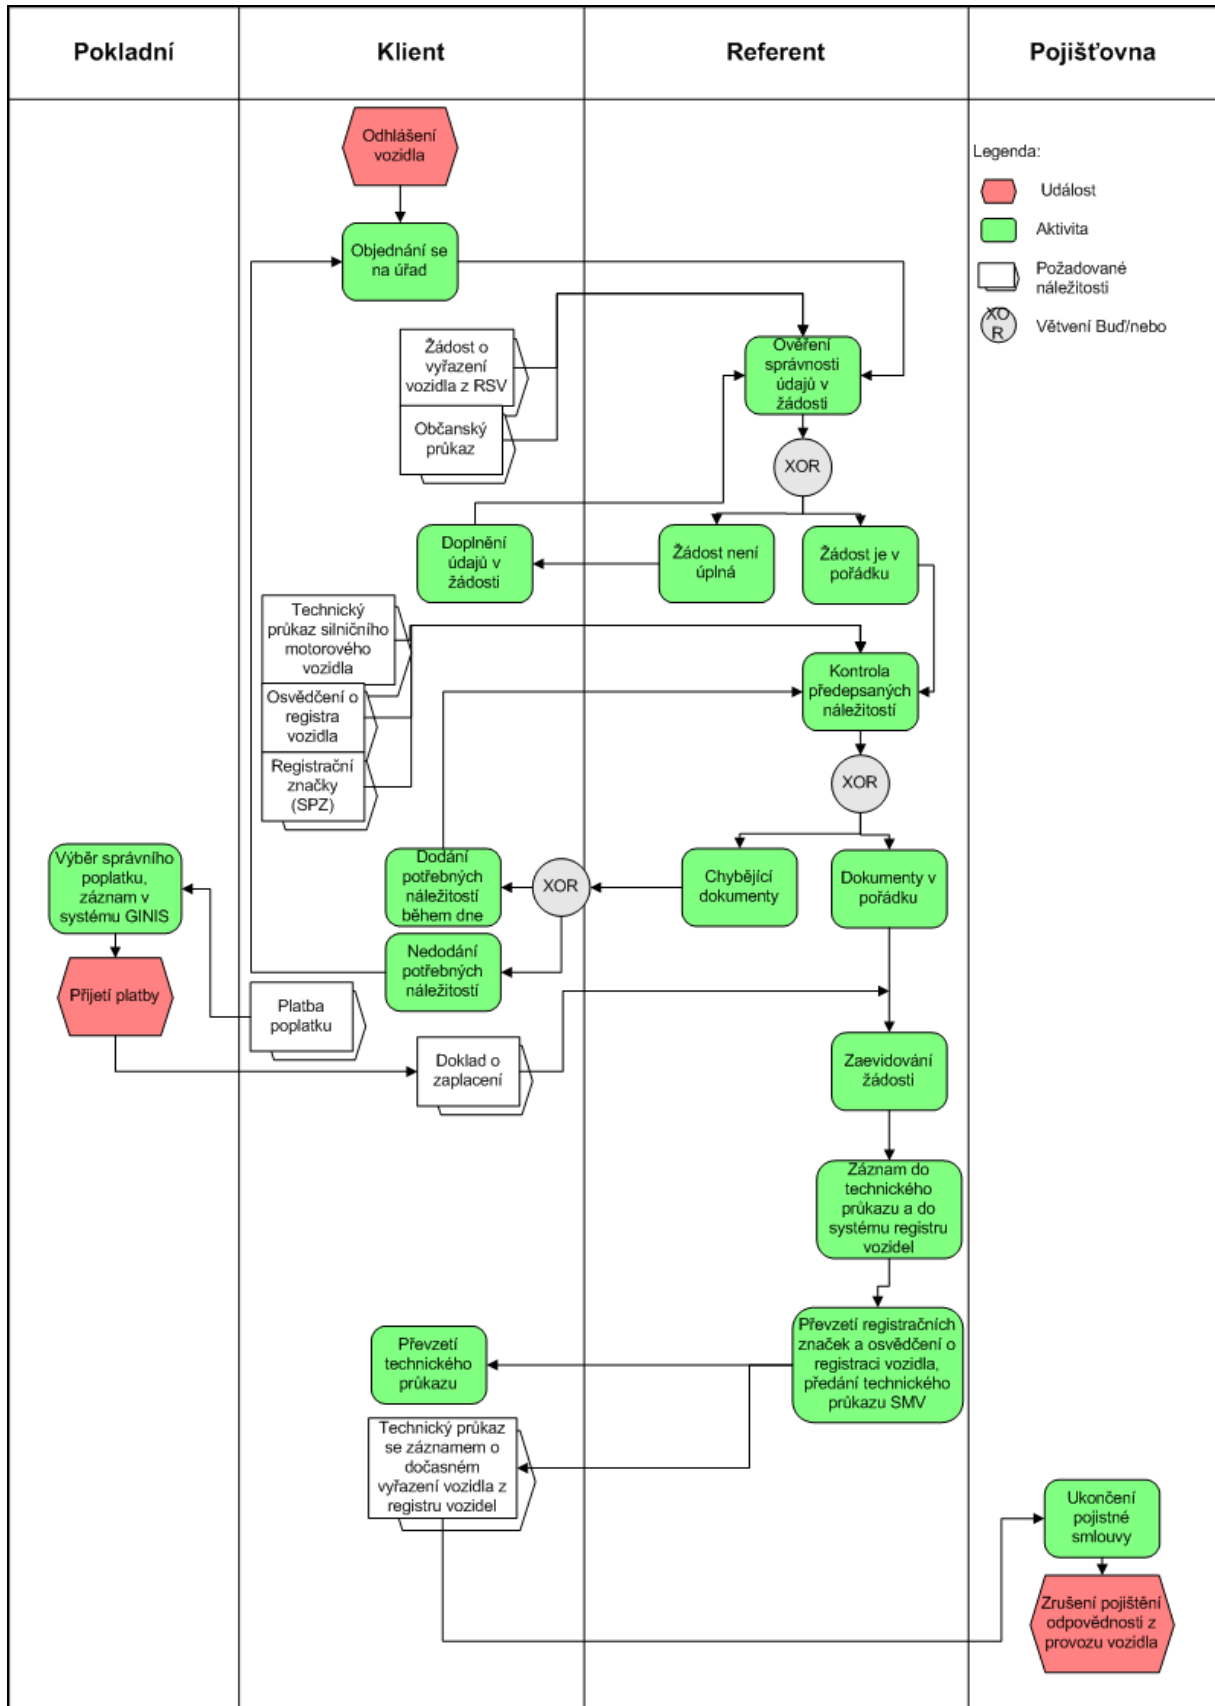 Pokladní
Klient
Referent
Pojišťovna
Odhlášení
vozidla
Legenda:
Událost
Aktivita
Požadované
náležitosti
XO
R
Větvení Buď/nebo
Objednání se
na úřad
Žádost o
vyřazení
vozidla z RSV
Občanský
průkaz
Ověření
správnosti
údajů v
žádosti
XOR
Doplnění
údajů v
žádosti
Žádost není
úplná
Žádost je v
pořádku
Technický
průkaz silničního
motorového
vozidla
Osvědčení o
registra
vozidla
Registrační
značky
(SPZ)
Kontrola
předepsaných
náležitostí
XOR
Výběr správního
poplatku,
záznam v
systému GINIS
Dodání
potřebných
náležitostí
během dne
XOR
Chybějící
dokumenty
Dokumenty v
pořádku
Nedodání
potřebných
náležitostí
Přijetí platby
Platba
poplatku
Doklad o
zaplacení
Zaevidování
žádosti
Záznam do
technického
průkazu a do
systému registru
vozidel
Převzetí
technického
průkazu
Převzetí registračních
značek a osvědčení o
registraci vozidla,
předání technického
průkazu SMV
Technický průkaz
se záznamem o
dočasném
vyřazení vozidla z
registru vozidel
Ukončení
pojistné
smlouvy
Zrušení pojištění
odpovědnosti z
provozu vozidla